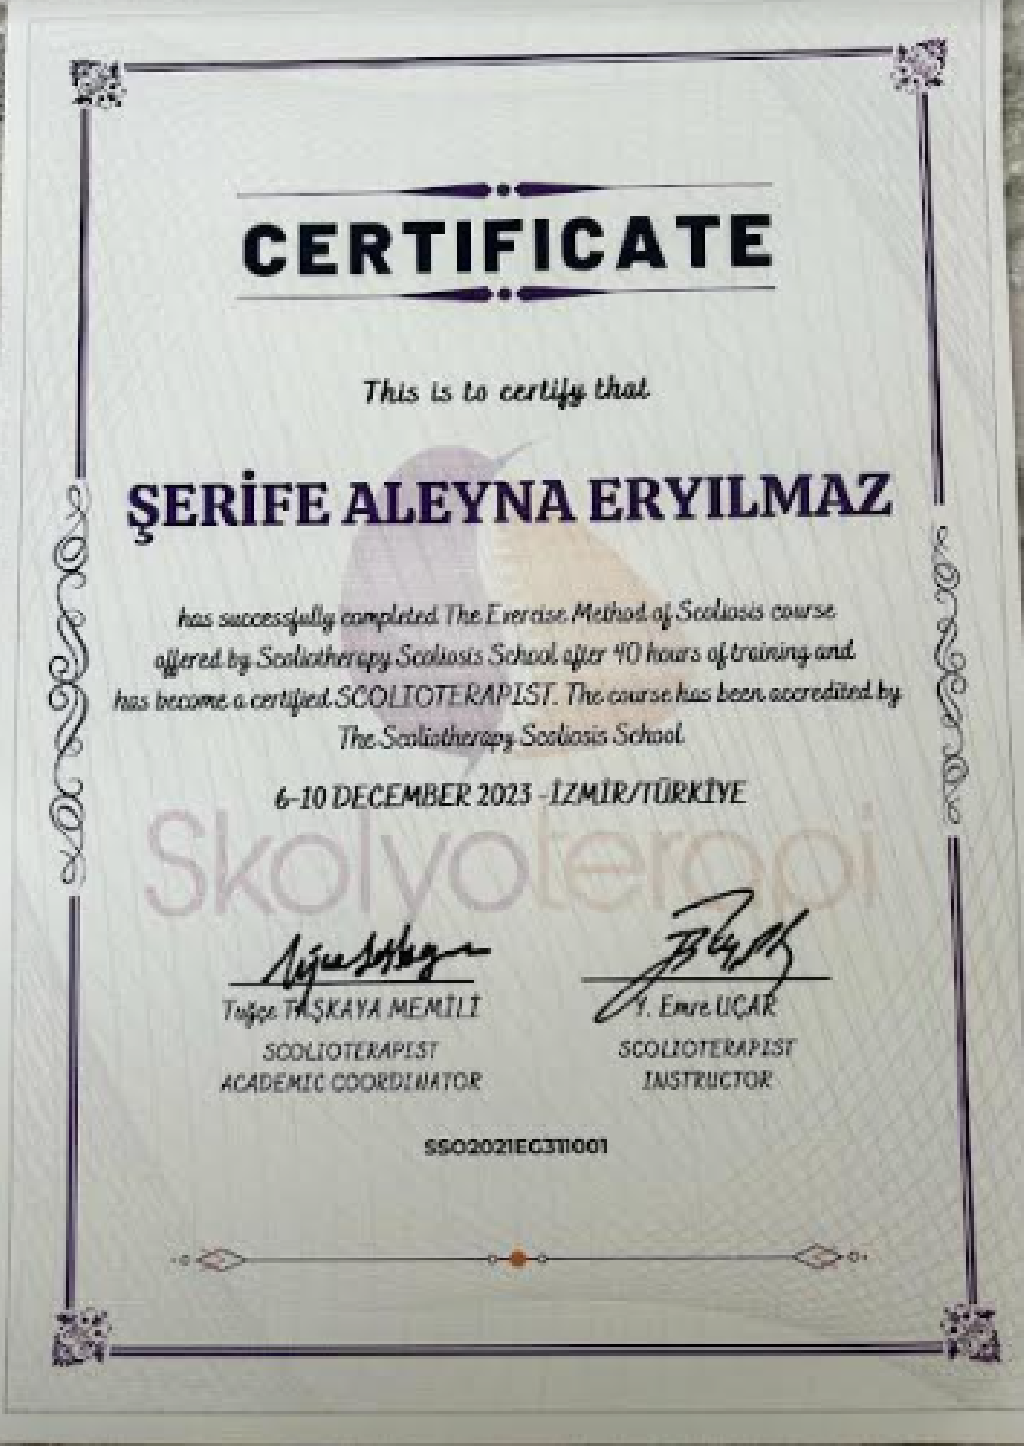 CERTIFICATE
This is to certify that
ŞERİFE ALEYNA ERYILMAZ
has successfully completed The Exercise Method of Scoliosis course
offered by Scoliotherapy Scoliosis School after 40 hours of training and
has become a certified SCOLIOTERAPIST. The course has been accredited by
The Scoliotherapy Scoliosis School
6-10 DECEMBER 2023 -İZMİR/TÜRKİYE
Skolyoterapi
Tuğçe TAŞKAYA MEMİLİ
Y. Emre UÇAR
SCOLIOTERAPIST
SCOLIOTERAPIST
ACADEMIC COORDINATOR
INSTRUCTOR